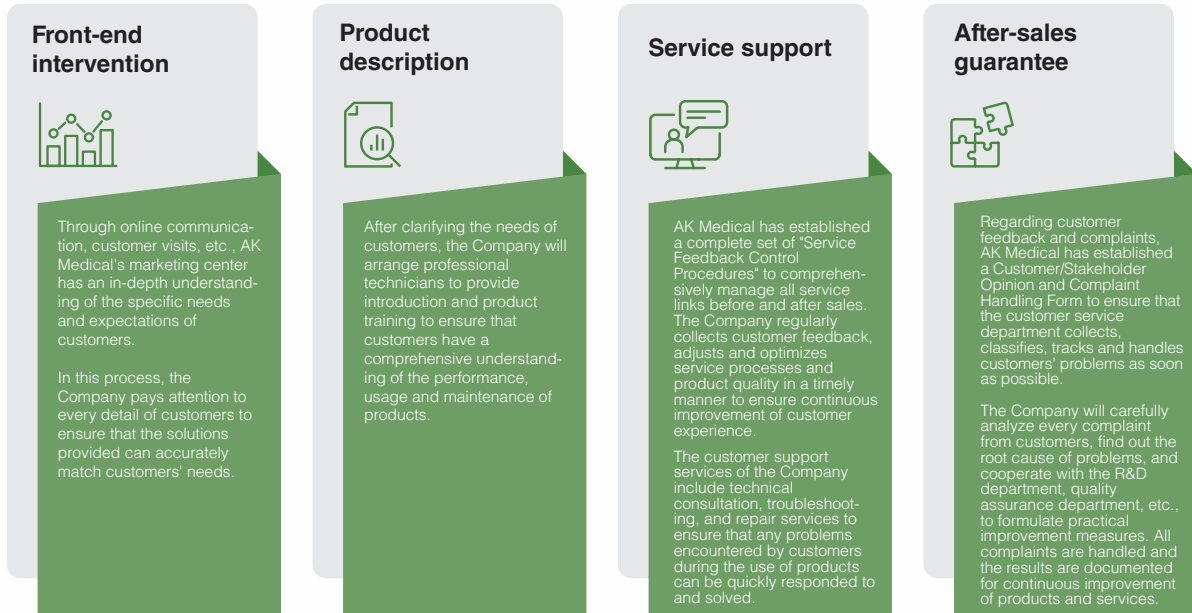 Front-end
intervention
Through online communica-
tion, customer visits, etc., AK
Medical's marketing center
has an in-depth understand-
ing of the specific needs
and expectations of
customers.
In this process, the
Company pays attention to
every detail of customers to
ensure that the solutions
provided can accurately
match customers' needs.
Product
description
After clarifying the needs of
customers, the Company will
arrange professional
technicians to provide
introduction and product
training to ensure that
customers have a
comprehensive understand-
ing of the performance,
usage and maintenance of
products.
Service support
AK Medical has established
a complete set of "Service
Feedback Control
Procedures" to comprehen-
sively manage all service
links before and after sales.
The Company regularly
collects customer feedback,
adjusts and optimizes
service processes and
product quality in a timely
manner to ensure continuous
improvement of customer
experience.
The customer support
services of the Company
include technical
consultation, troubleshoot-
ing, and repair services to
ensure that any problems
encountered by customers
during the use of products
can be quickly responded to
and solved.
After-sales
guarantee
Regarding customer
feedback and complaints,
AK Medical has established
a Customer/Stakeholder
Opinion and Complaint
Handling Form to ensure that
the customer service
department collects,
classifies, tracks and handles
customers' problems as soon
as possible.
The Company will carefully
analyze every complaint
from customers, find out the
root cause of problems, and
cooperate with the R&D
department, quality
assurance department, etc.,
to formulate practical
improvement measures. All
complaints are handled and
the results are documented
for continuous improvement
of products and services.